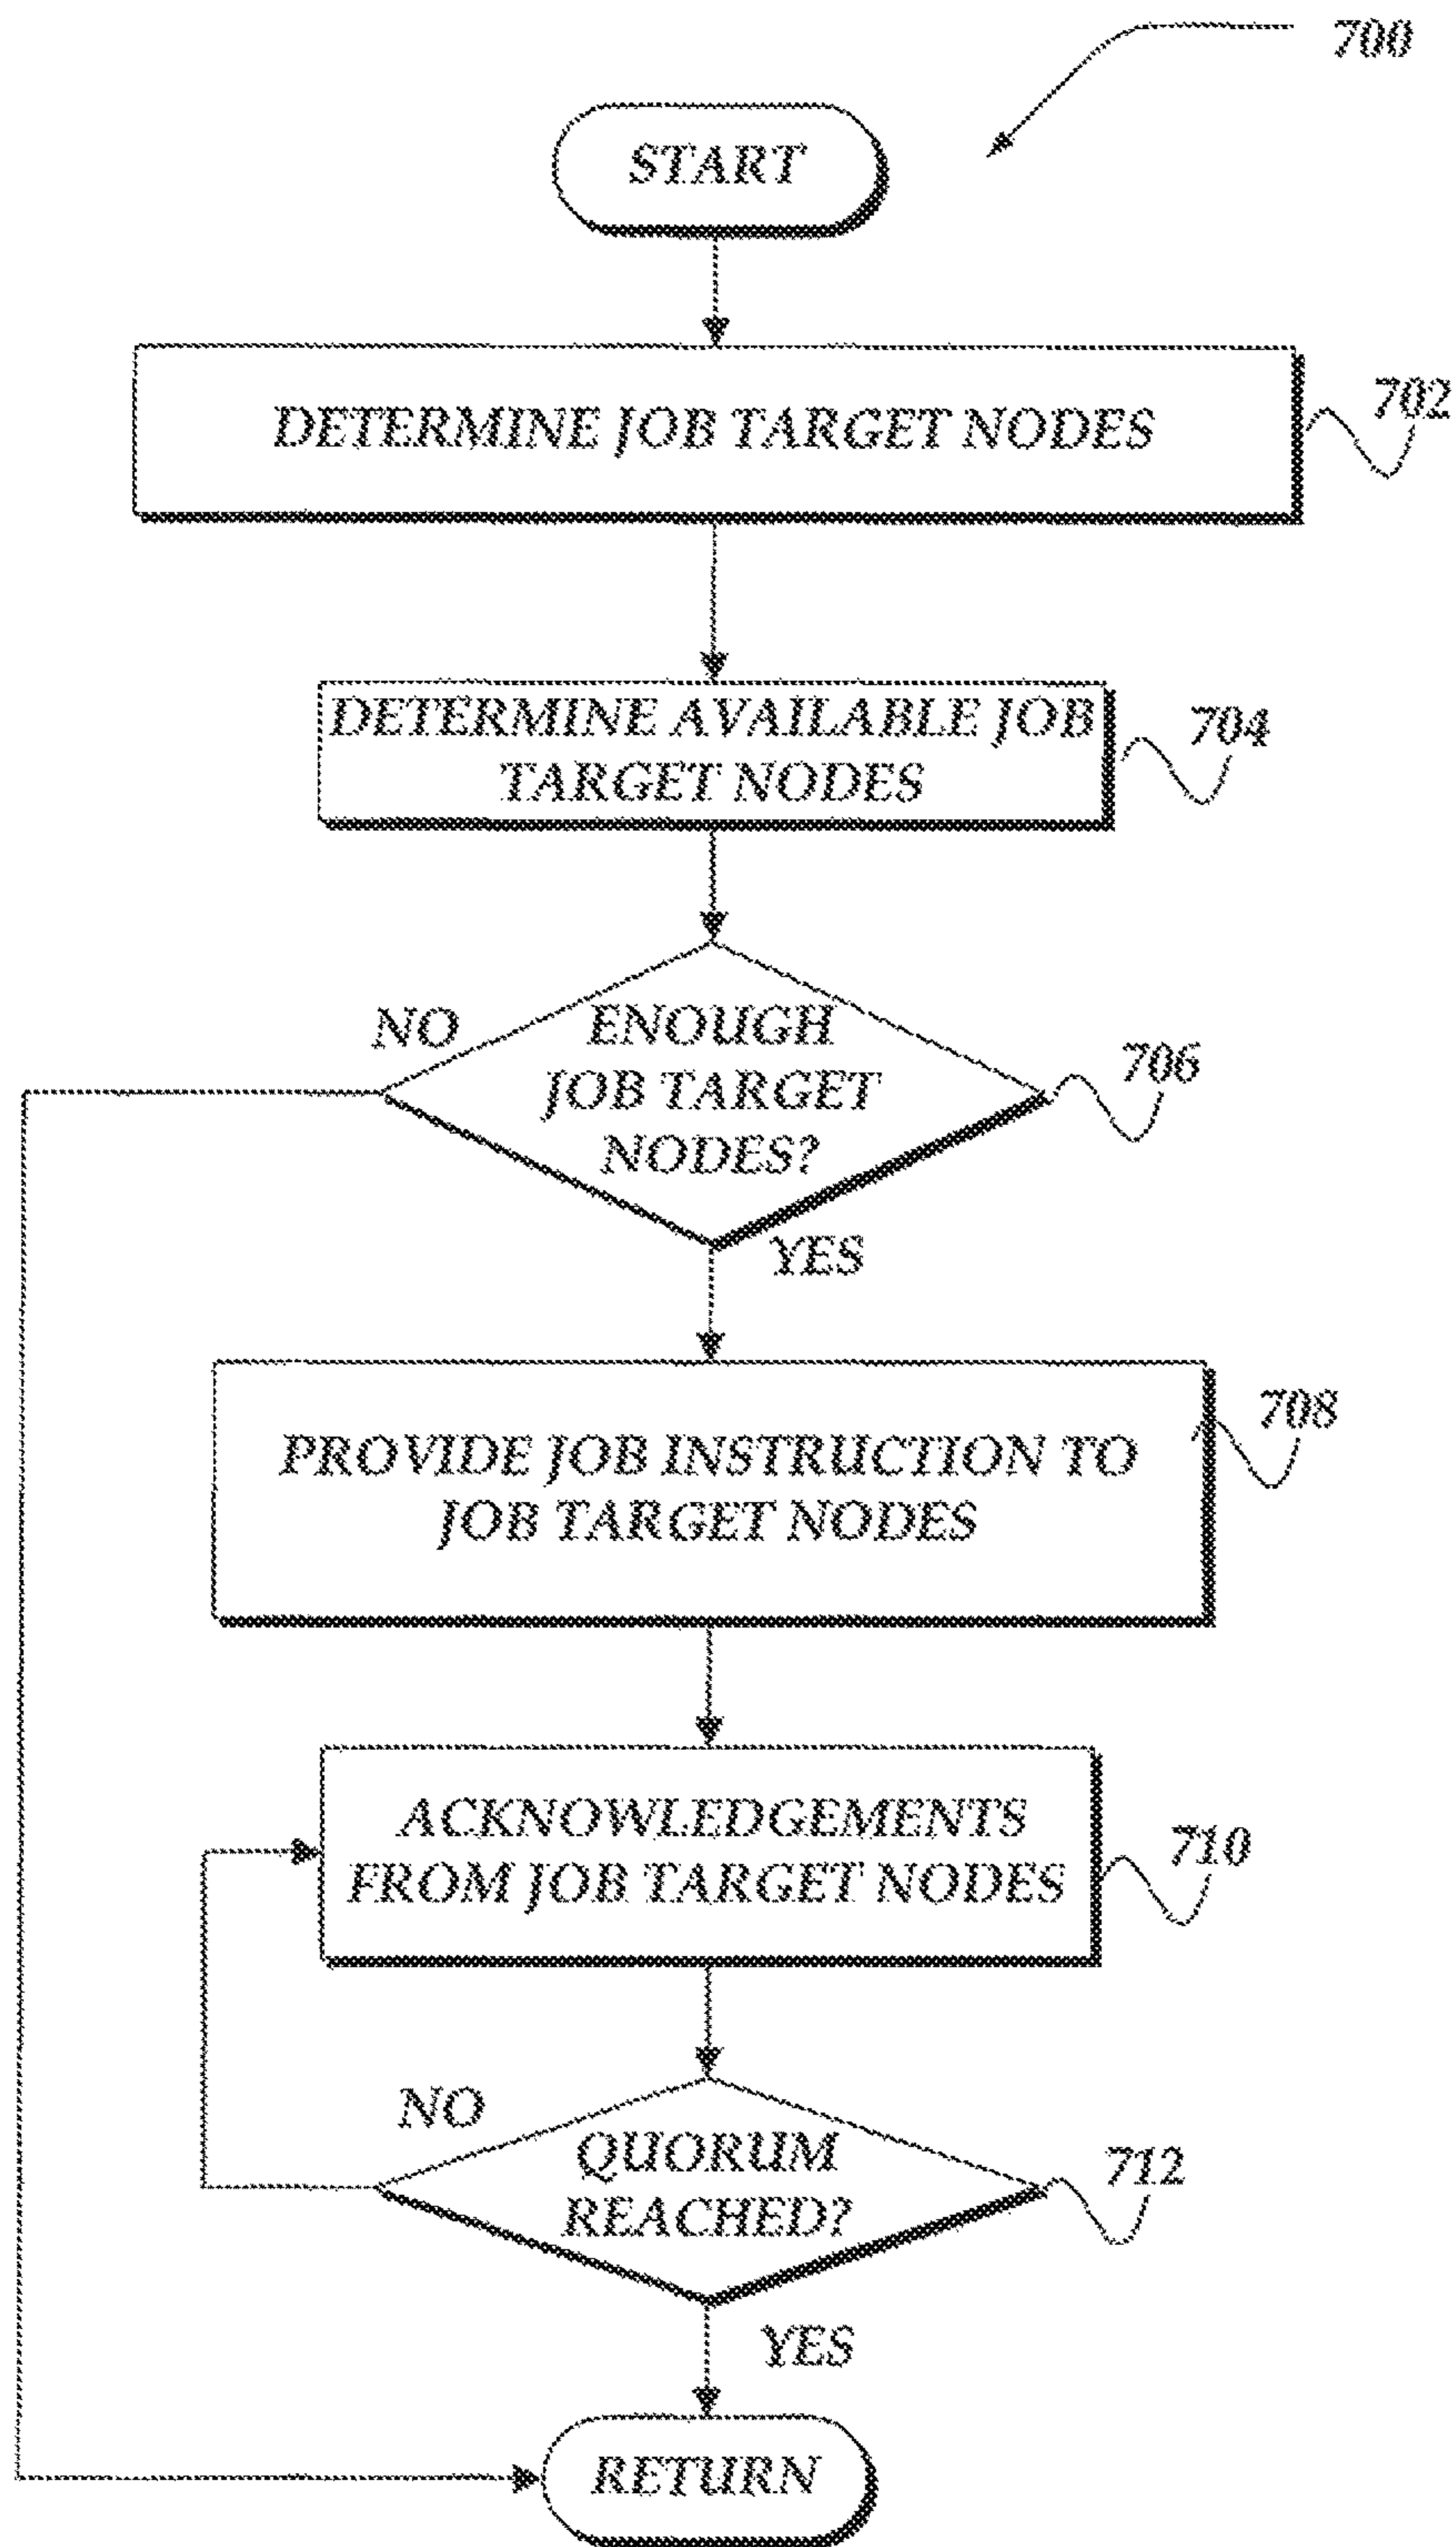 700
START
DETERMINE JOB TARGET NODES
702
DETERMINE AVAILABLE JOB
TARGET NODES
704
NO
ENOUGH
JOB TARGET
NODES?
706
YES
PROVIDE JOB INSTRUCTION TO
JOB TARGET NODES
708
ACKNOWLEDGEMENTS
FROM JOB TARGET NODES
710
NO
QUORUM
REACHED?
712
YES
RETURN